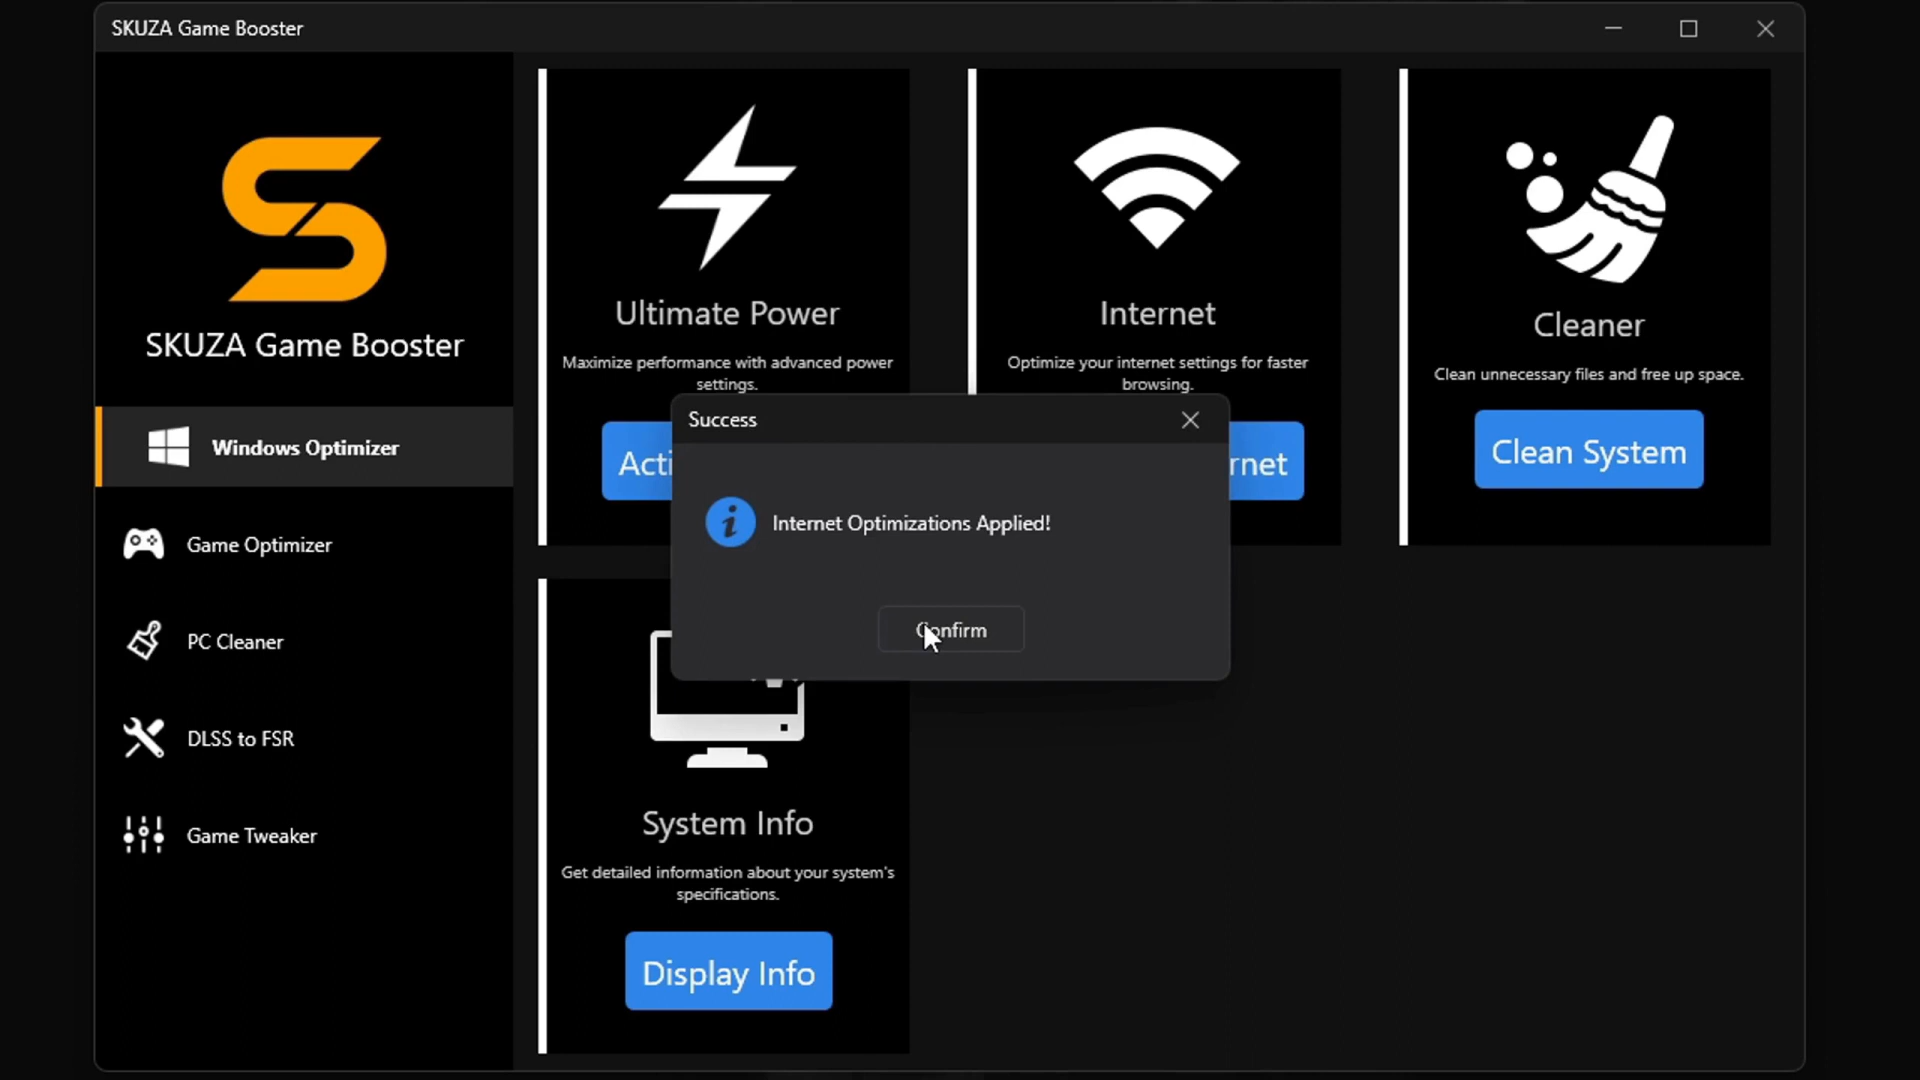 SKUZA Game Booster
SKUZA Game Booster
Windows Optimizer
Game Optimizer
PC Cleaner
DLSS to FSR
Game Tweaker
Ultimate Power
Maximize performance with advanced power
settings.
Acti
Internet
Optimize your internet settings for faster
browsing.
rnet
Cleaner
Clean unnecessary files and free up space.
Clean System
Success
Internet Optimizations Applied!
Confirm
System Info
Get detailed information about your system's
specifications.
Display Info